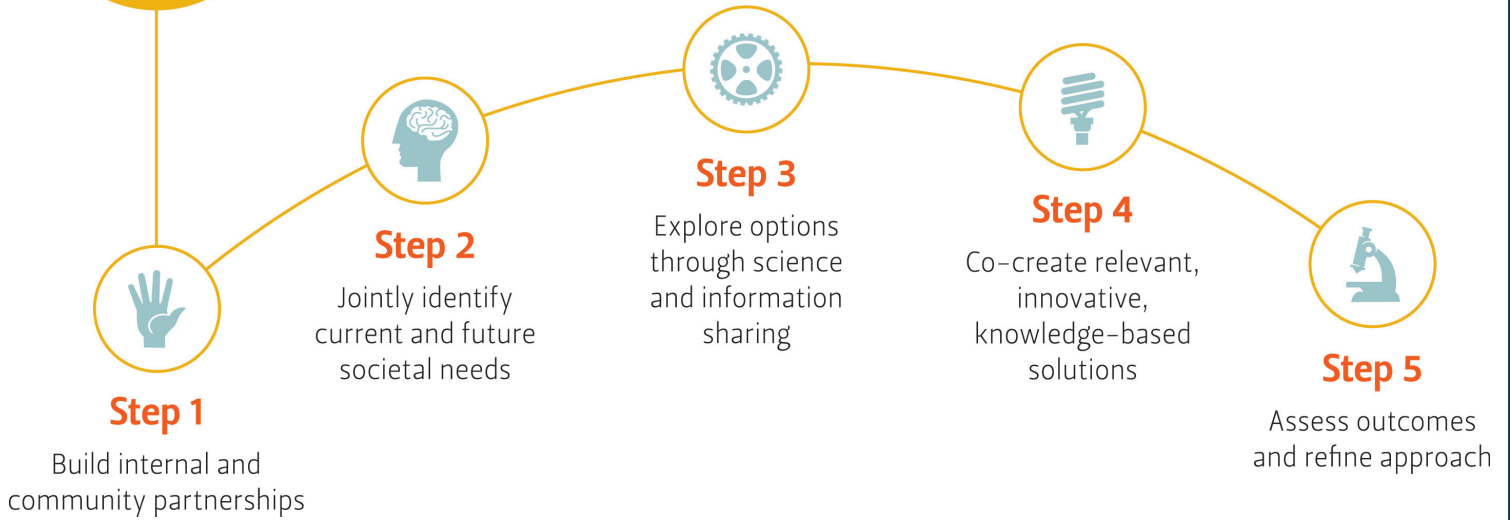 Step 1
Build internal and
community partnerships
Step 2
Jointly identify
current and future
societal needs
Step 3
Explore options
through science
and information
sharing
Step 4
Co–create relevant,
innovative,
knowledge–based
solutions
Step 5
Assess outcomes
and refine approach